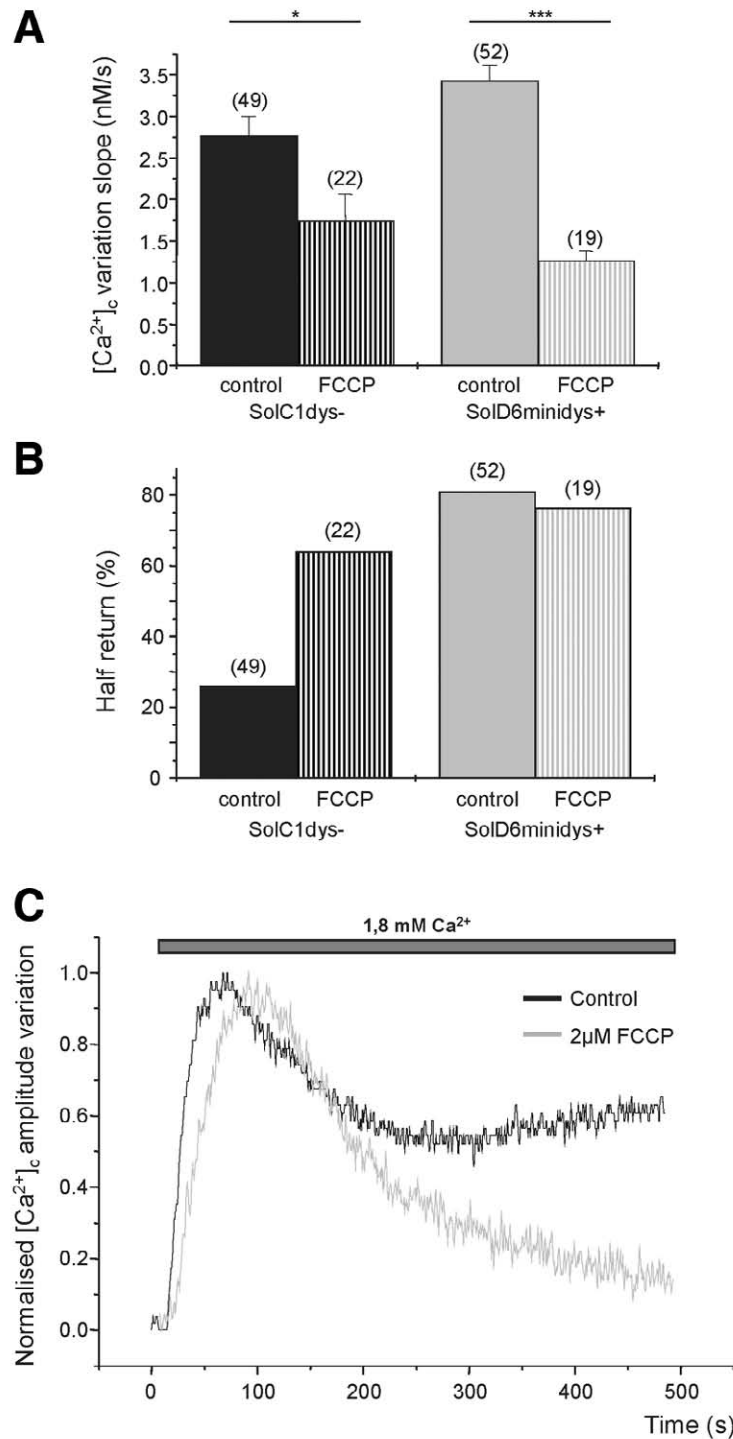 A
*
***
[Ca²⁺]c variation slope (nM/s)
3.5
3.0
2.5
2.0
1.5
1.0
0.5
0.0
(49)
(22)
(52)
(19)
control FCCP control FCCP
SolC1dys- SolD6minidys+
B
Half return (%)
80
60
40
20
0
(49)
(22)
(52)
(19)
control FCCP control FCCP
SolC1dys- SolD6minidys+
C
1,8 mM Ca²⁺
Normalised [Ca²⁺]c amplitude variation
1.0
0.8
0.6
0.4
0.2
0.0
Control
2µM FCCP
0 100 200 300 400 500
Time (s)